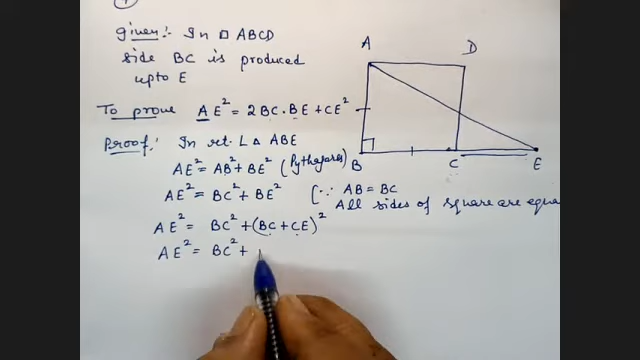 given:- In □ ABCD
side BC is produced
upto E
To prove AE² = 2BC·BE + CE²
Proof: In rt. L △ ABE
AE² = AB² + BE² (Pythagoras)
AE² = BC² + BE² [∵ AB = BC
All sides of square are equa
AE² = BC² + (BC + CE)²
AE² = BC² +
A
D
B
C
E